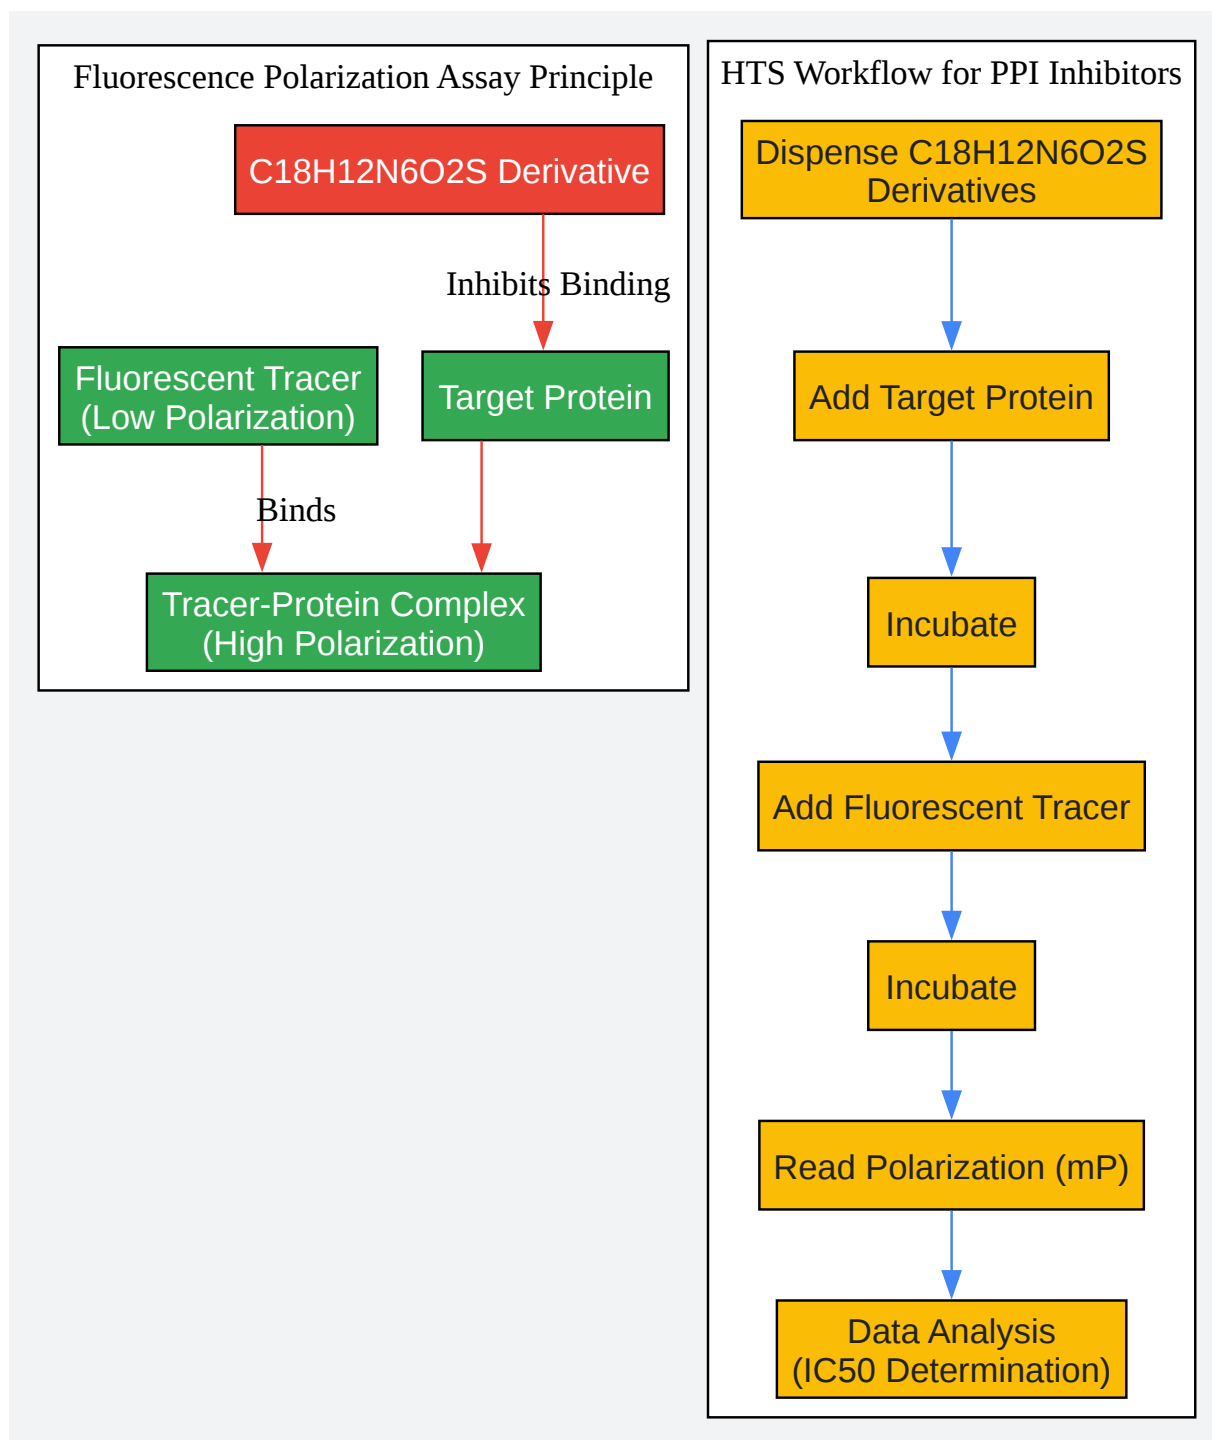 Fluorescence Polarization Assay Principle
C18H12N6O2S Derivative
Inhibits Binding
Fluorescent Tracer
(Low Polarization)
Target Protein
Binds
Tracer-Protein Complex
(High Polarization)
HTS Workflow for PPI Inhibitors
Dispense C18H12N6O2S
Derivatives
Add Target Protein
Incubate
Add Fluorescent Tracer
Incubate
Read Polarization (mP)
Data Analysis
(IC50 Determination)